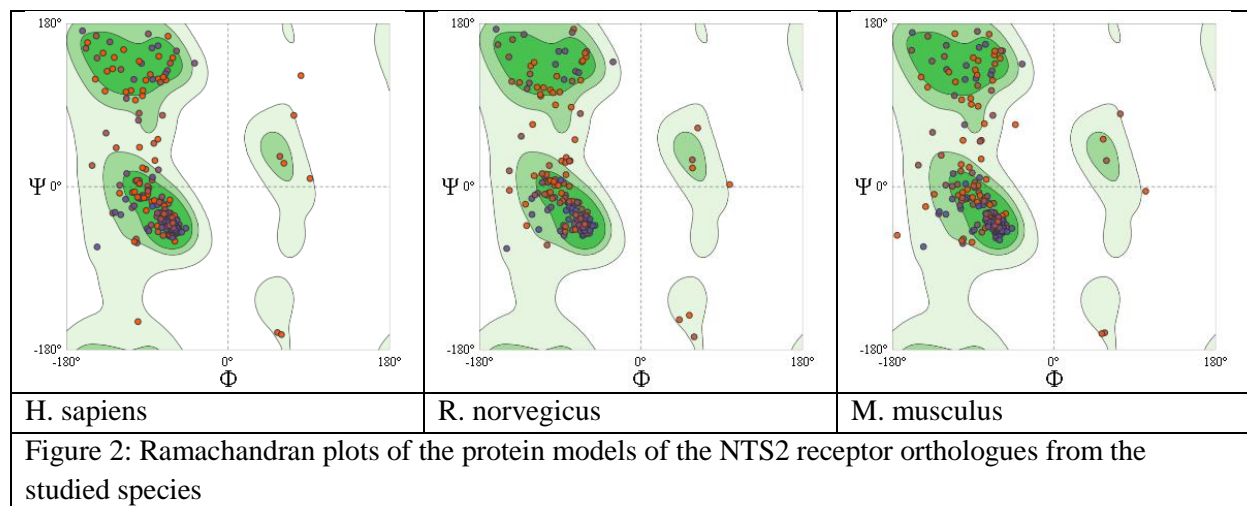 180°
180°
180°
Ψ 0°
Ψ 0°
Ψ 0°
-180°
-180°
-180°
-180° 0° 180°
-180° 0° 180°
-180° 0° 180°
Φ
Φ
Φ
H. sapiens
R. norvegicus
M. musculus
Figure 2: Ramachandran plots of the protein models of the NTS2 receptor orthologues from the
studied species